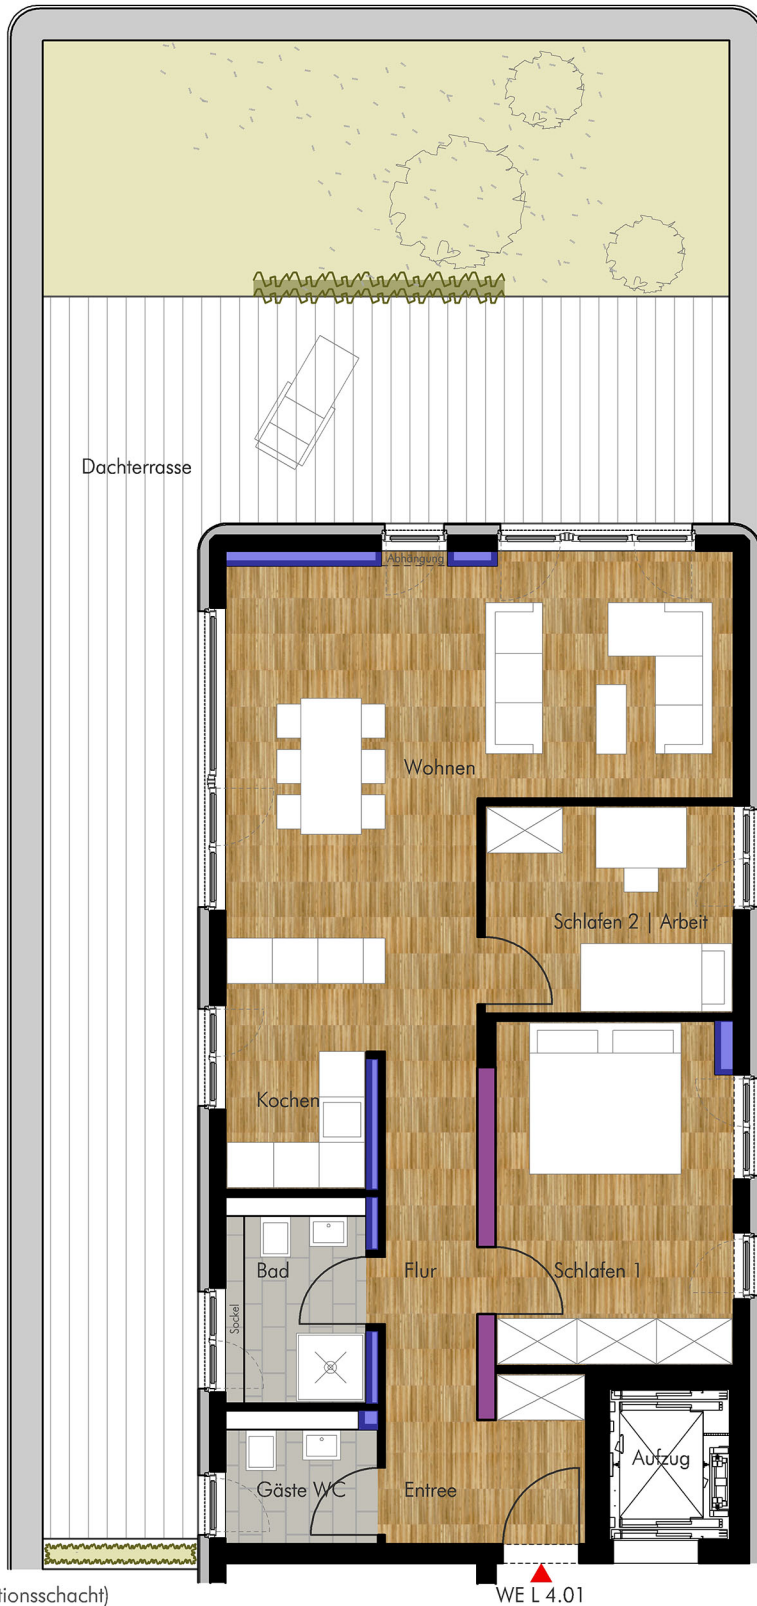 Dachterrasse
Abhängung
Wohnen
Schlafen 2 | Arbeit
Kochen
Bad
Flur
Schlafen 1
Sockel
Aufzug
Gäste WC
Entree
tionsschacht)
WE L 4.01